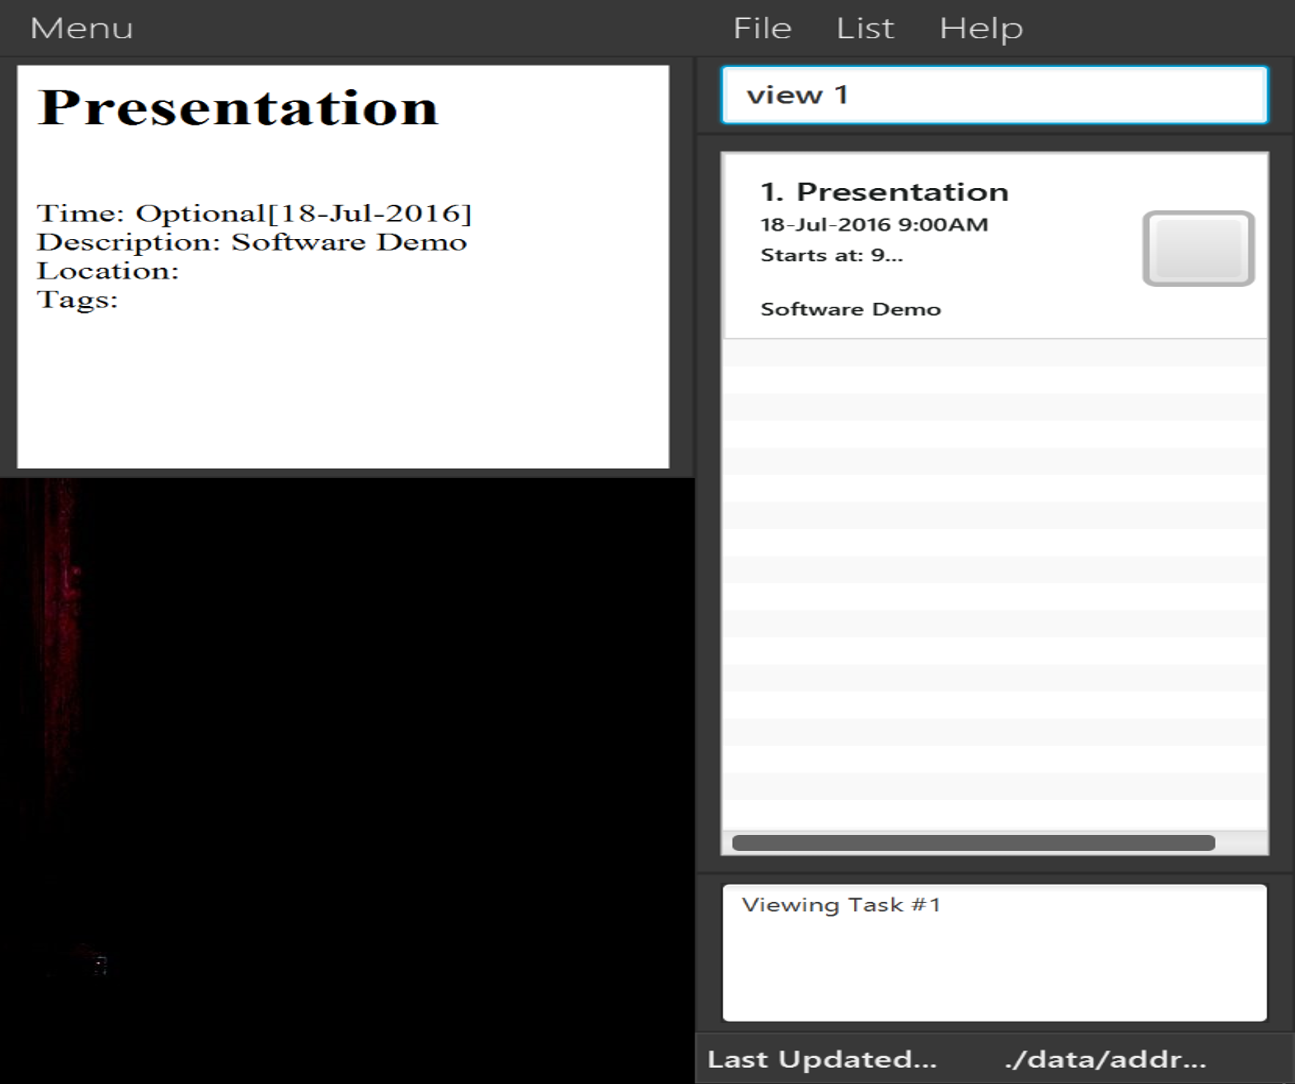 Menu
Presentation
Time: Optional[18-Jul-2016]
Description: Software Demo
Location:
Tags:
File List Help
view 1
1. Presentation
18-Jul-2016 9:00AM
Starts at: 9...
Software Demo
Viewing Task #1
Last Updated... ./data/addr...